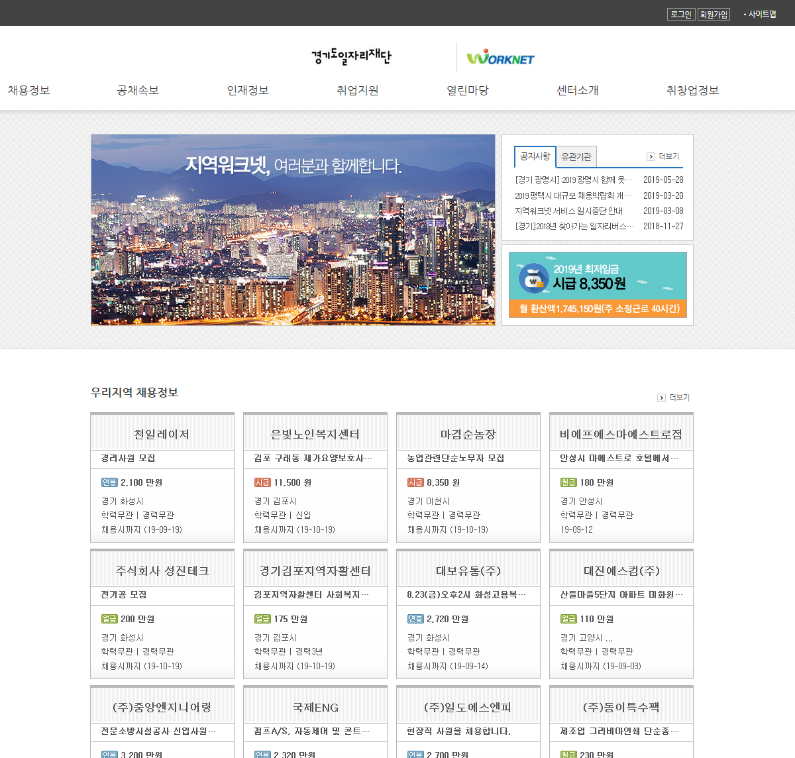 로그인 회원가입 사이트맵
경기도일자리재단 WORKNET
채용정보 공채속보 인재정보 취업지원 열린마당 센터소개 취창업정보
지역워크넷, 여러분과 함께합니다.
공지사항 유관기관 더보기
[경기 광명시] 2019 광명시 함께 웃··· 2019-05-29
2019 평택시 대규모 채용박람회 개··· 2019-03-20
지역워크넷 서비스 일시중단 안내 2019-03-08
[경기]2018년 찾아가는 일자리버스··· 2018-11-27
2019년 최저임금
시급 8,350원
월 환산액1,745,150원(주 소정근로 40시간)
우리지역 채용정보 더보기
천일레이저 은빛노인복지센터 마겸순농장 비에프에스마에스트로점
경리사원 모집 김포 구래동 재가요양보호사··· 농업관련단순노무자 모집 안성시 마에스트로 호텔에서···
연봉 2,100 만원 시급 11,500 원 시급 8,350 원 월급 180 만원
경기 화성시 경기 김포시 경기 이천시 경기 안성시
학력무관 | 경력무관 학력무관 | 신입 학력무관 | 경력무관 학력무관 | 경력무관
채용시까지 (19-09-19) 채용시까지 (19-10-19) 채용시까지 (19-10-19) 19-09-12
주식회사 성진테크 경기김포지역자활센터 대보유통(주) 대진에스컴(주)
전기공 모집 김포지역자활센터 사회복지··· 8.23(금)오후2시 화성고용복··· 산들마을5단지 아파트 미화원···
월급 200 만원 월급 175 만원 연봉 2,720 만원 월급 110 만원
경기 화성시 경기 김포시 경기 화성시 경기 고양시 ...
학력무관 | 경력무관 학력무관 | 경력3년 학력무관 | 경력무관 학력무관 | 경력무관
채용시까지 (19-10-19) 채용시까지 (19-10-19) 채용시까지 (19-09-14) 채용시까지 (19-09-03)
(주)중앙엔지니어링 국제ENG (주)일도에스엔피 (주)동이특수팩
전문소방시설공사 신입사원··· 펌프A/S, 자동제어 및 콘트··· 현장직 사원을 채용합니다. 제조업 그라비아인쇄 단순종···
연봉 3,200 만원 연봉 2,320 만원 연봉 2,700 만원 월급 230 만원